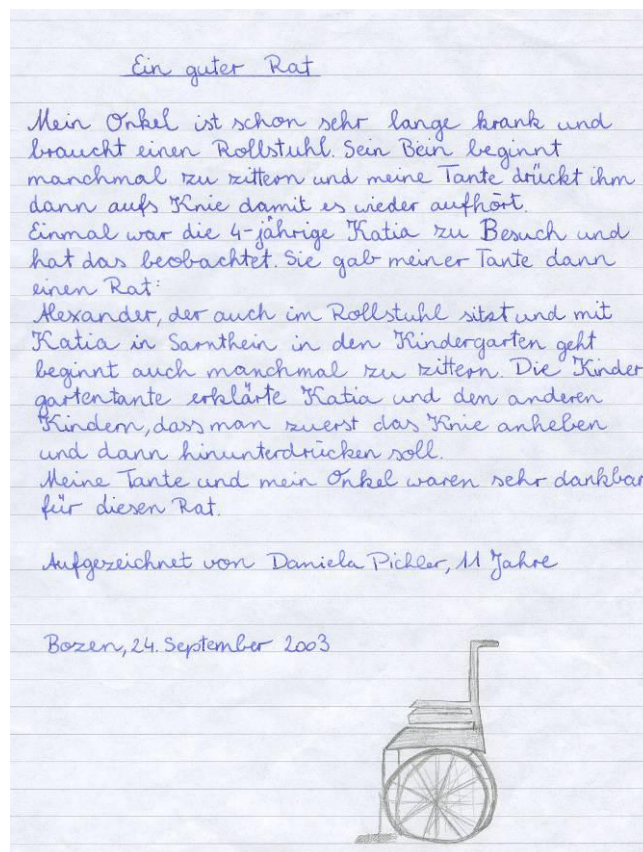 Ein guter Rat
Mein Onkel ist schon sehr lange krank und
braucht einen Rollstuhl. Sein Bein beginnt
manchmal zu zittern und meine Tante drückt ihm
dann aufs Knie damit es wieder aufhört.
Einmal war die 4-jährige Katia zu Besuch und
hat das beobachtet. Sie gab meiner Tante dann
einen Rat:
Alexander, der auch im Rollstuhl sitzt und mit
Katia in Sarnthein in den Kindergarten geht
beginnt auch manchmal zu zittern. Die Kinder
gartentante erklärte Katia und den anderen
Kindern, dass man zuerst das Knie anheben
und dann hinunterdrücken soll.
Meine Tante und mein Onkel waren sehr dankbar
für diesen Rat.
Aufgezeichnet von Daniela Pichler, 11 Jahre
Bozen, 24. September 2003